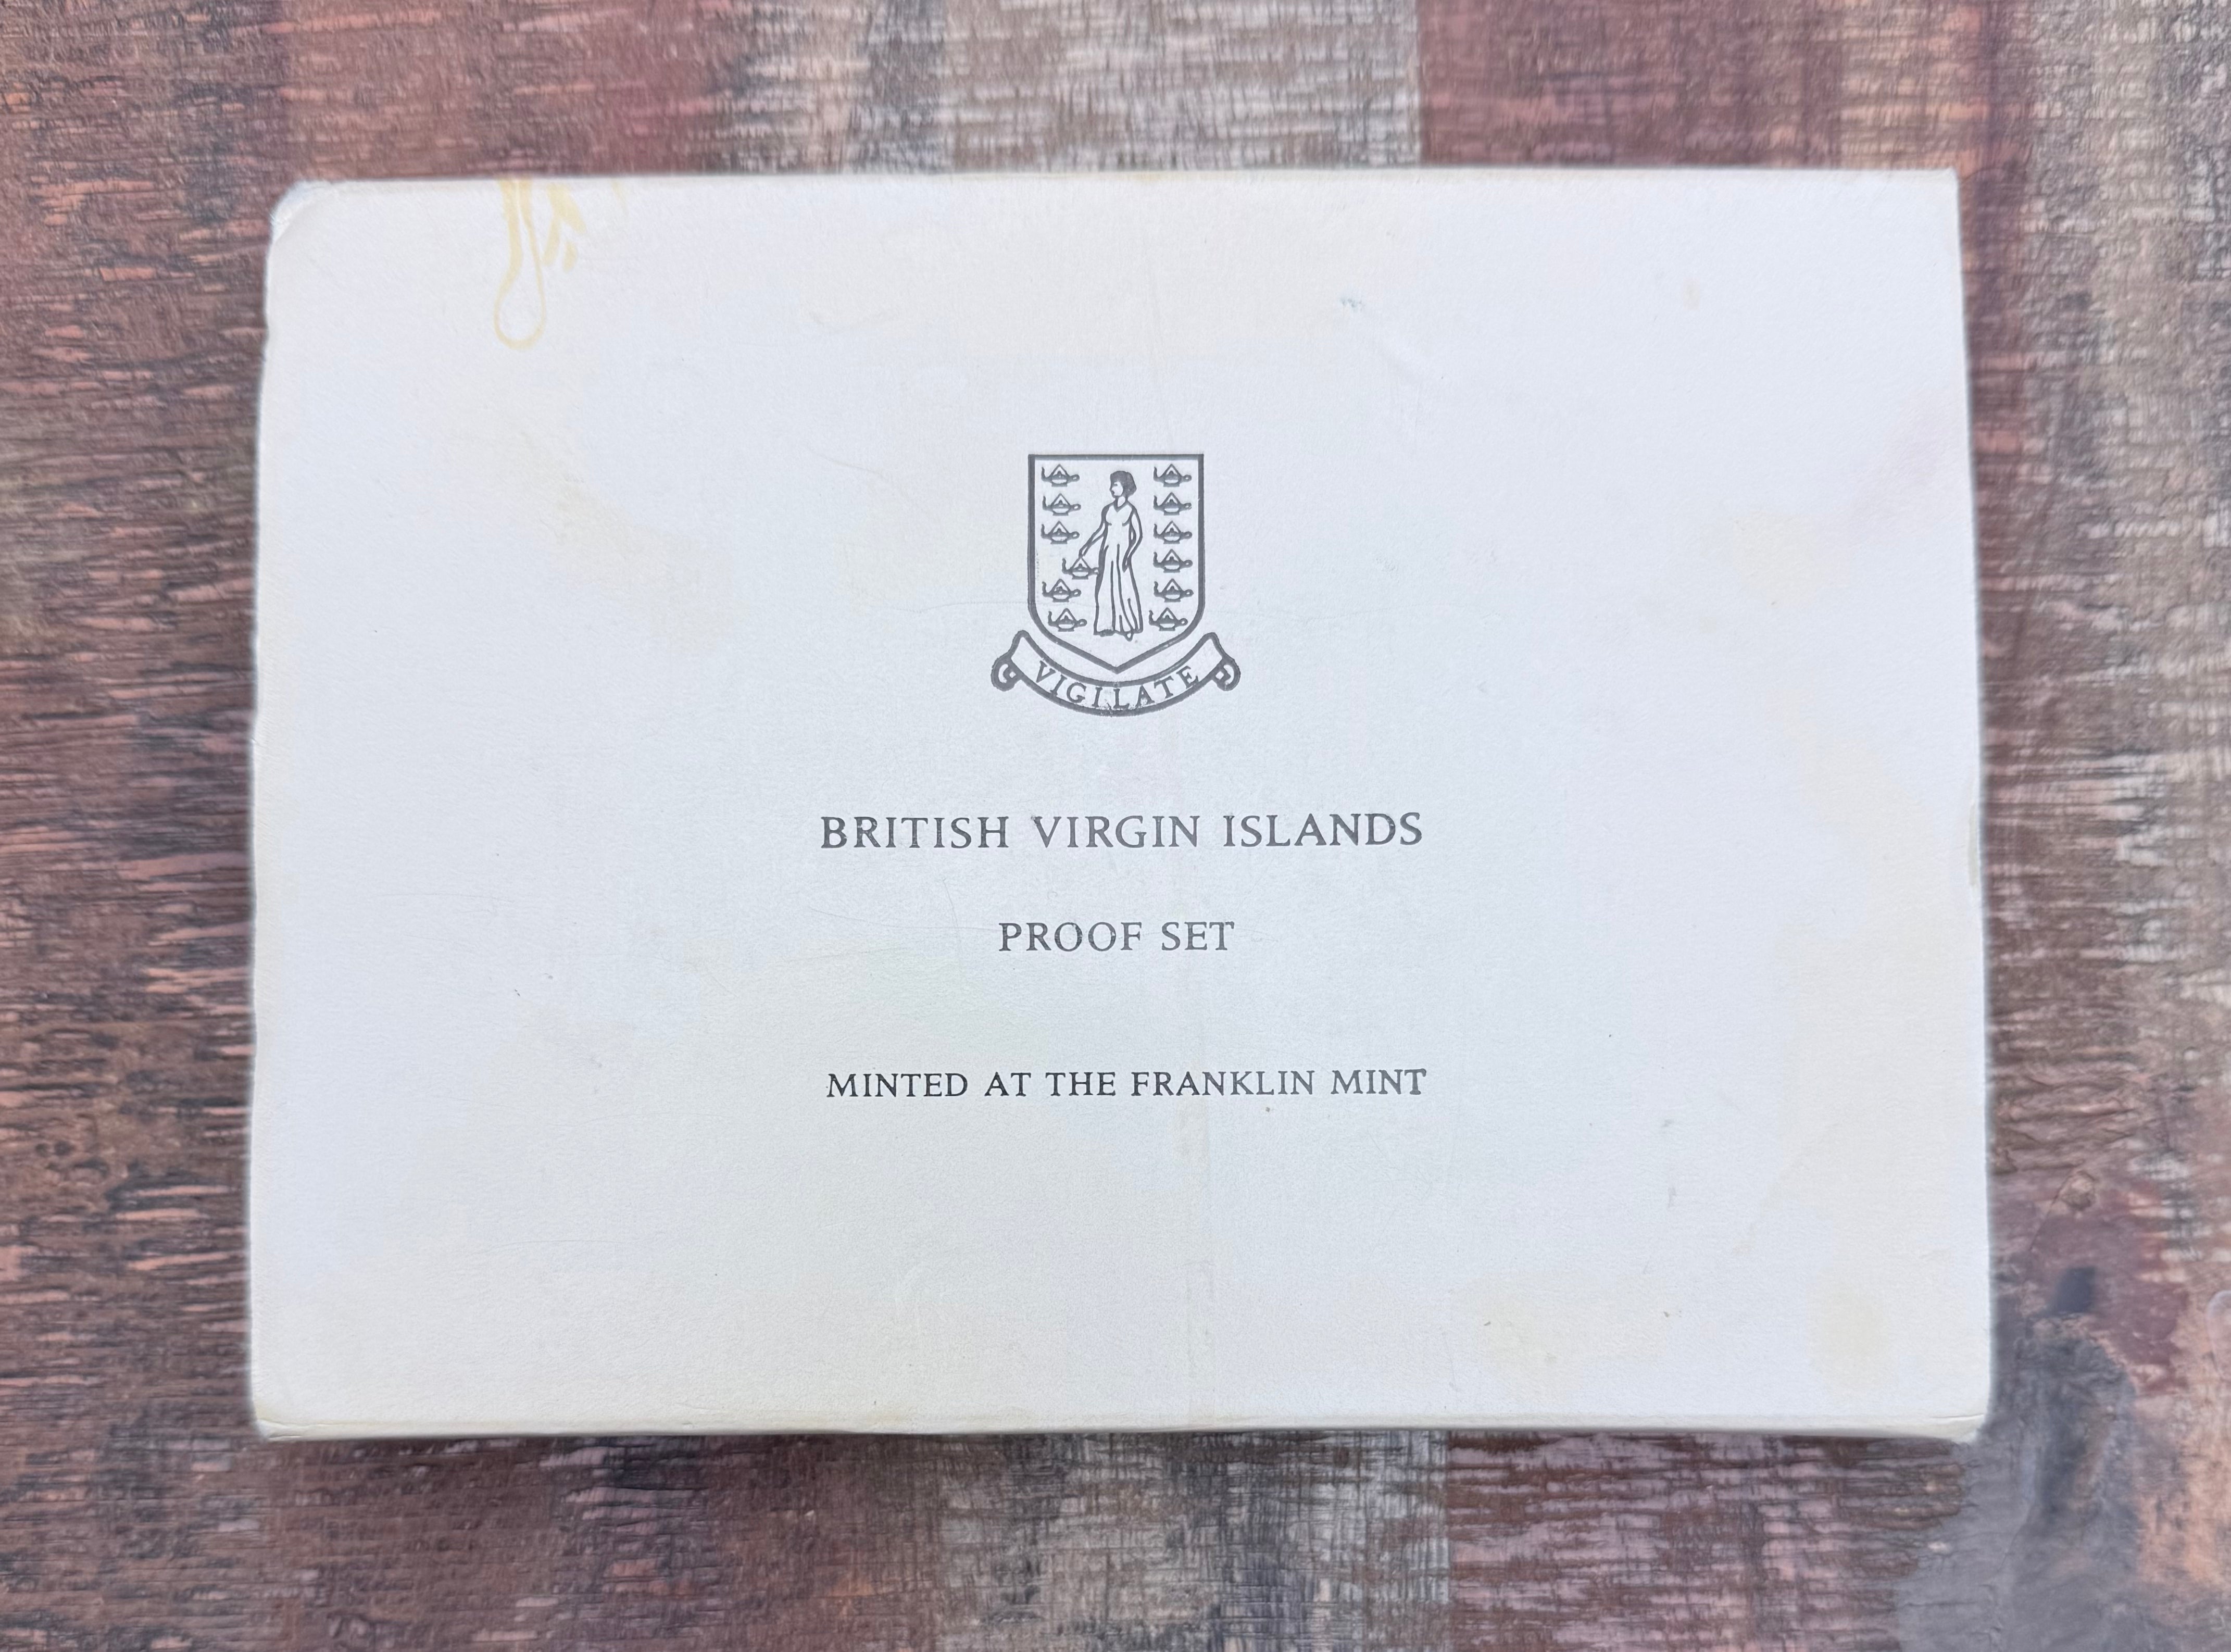 VIGILATE
BRITISH VIRGIN ISLANDS
PROOF SET
MINTED AT THE FRANKLIN MINT